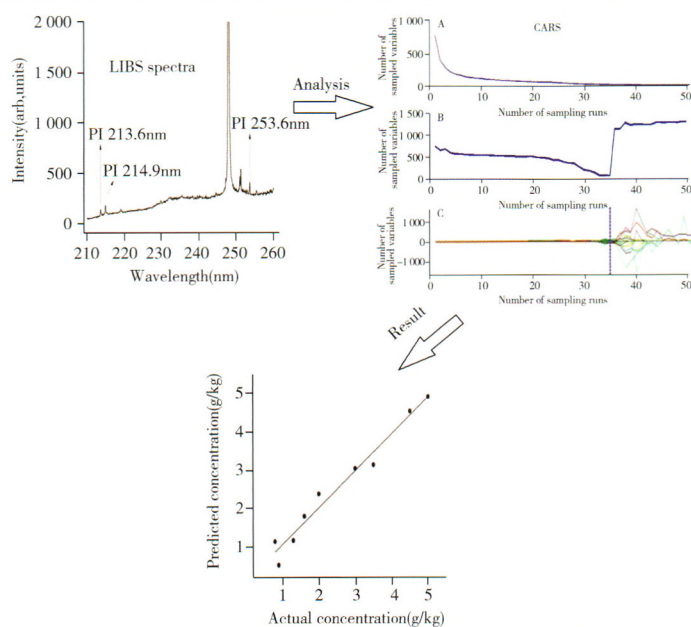 2 000
1 500
1 000
500
0
Intensity(arb,units)
LIBS spectra
PI 213.6nm
PI 214.9nm
PI 253.6nm
210 220 230 240 250 260
Wavelength(nm)
Analysis
CARS
A
1 000
500
0
Number of
sampled variables
0 10 20 30 40 50
Number of sampling runs
B
1 500
1 000
500
0
Number of
sampled variables
0 10 20 30 40 50
Number of sampling runs
C
1 000
0
-1 000
Number of
sampled variables
0 10 20 30 40 50
Number of sampling runs
Result
5
4
3
2
1
Predicted concentration(g/kg)
1 2 3 4 5
Actual concentration(g/kg)